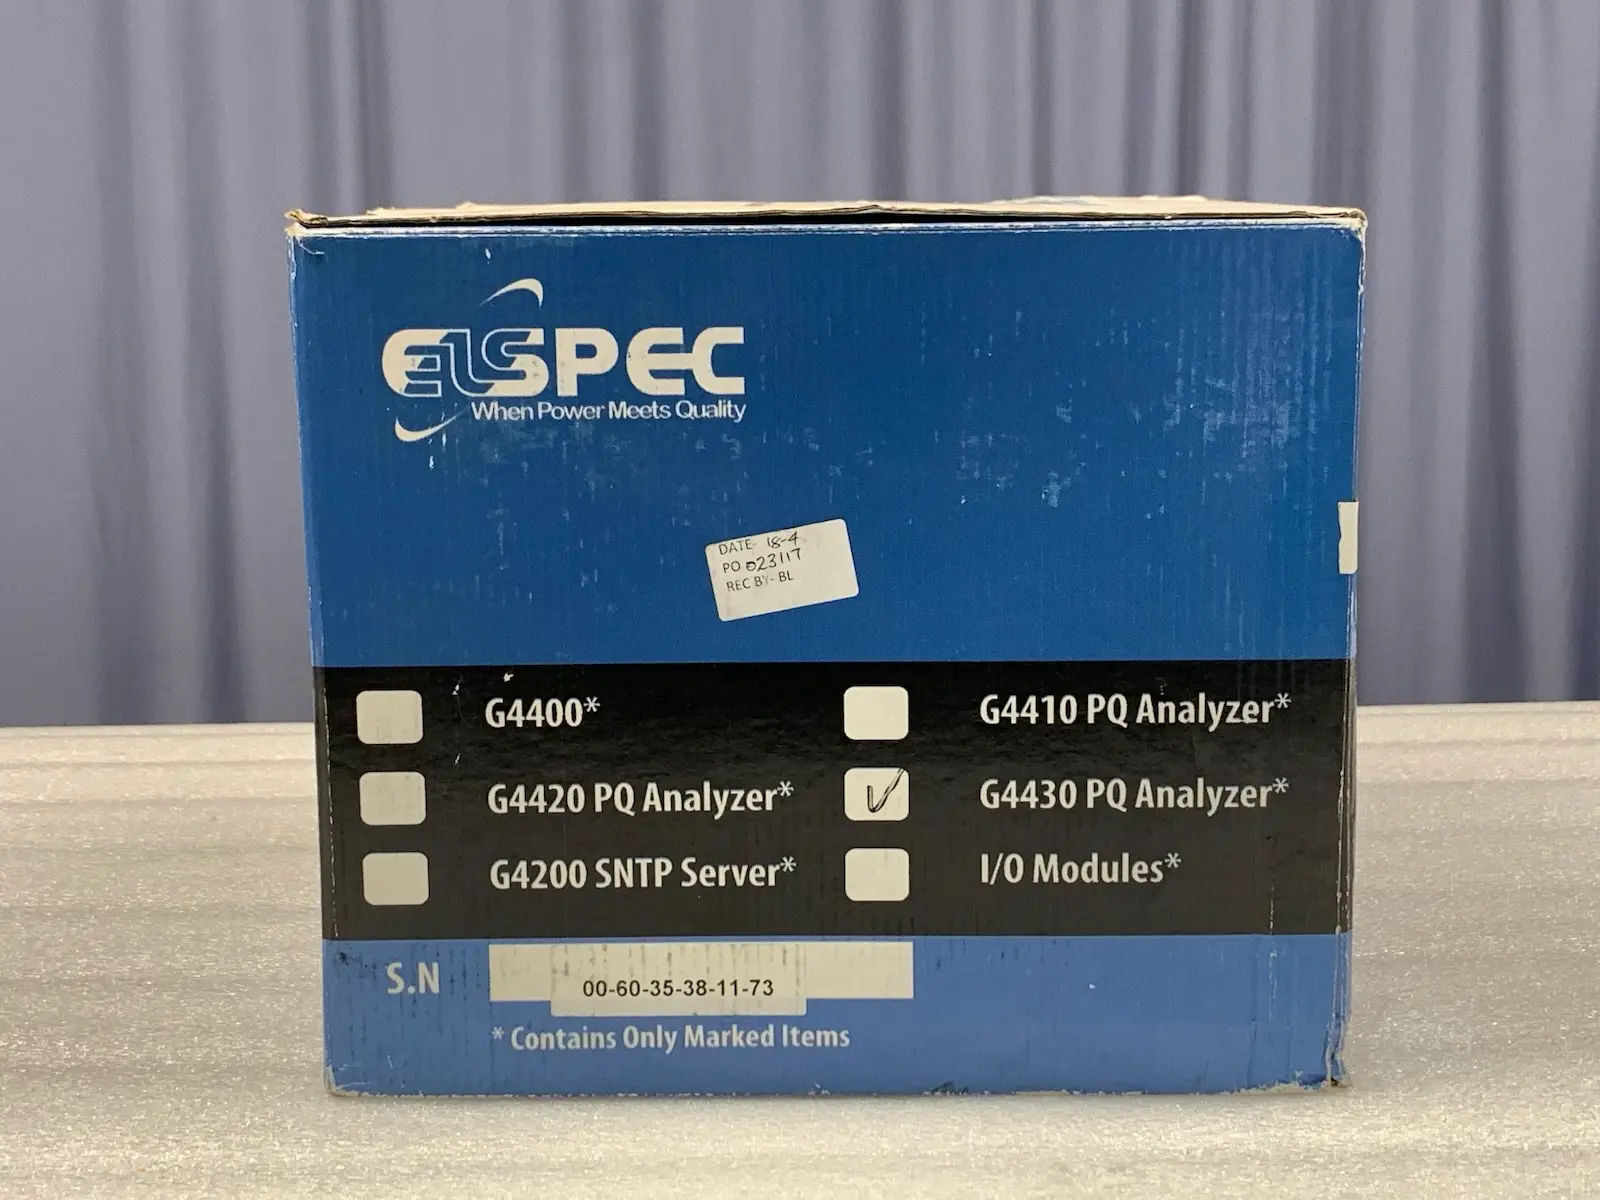 ELSPEC
When Power Meets Quality
DATE- 18-4
PO 023117
REC BY- BL
G4400*
G4410 PQ Analyzer*
G4420 PQ Analyzer*
G4430 PQ Analyzer*
G4200 SNTP Server*
I/O Modules*
S.N
00-60-35-38-11-73
* Contains Only Marked Items